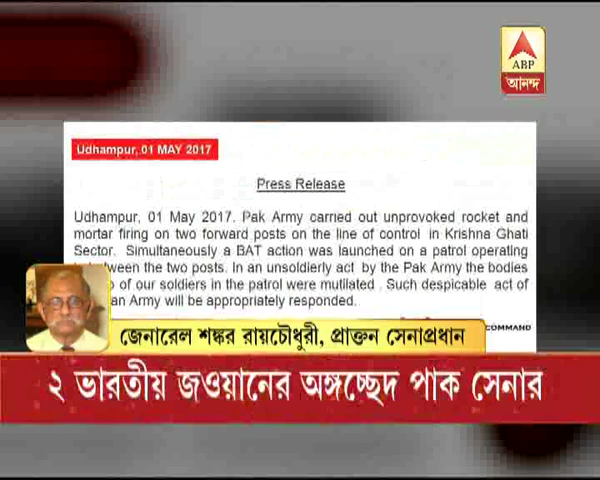 ABP
আনন্দ
Udhampur, 01 MAY 2017
Press Release
Udhampur, 01 May 2017. Pak Army carried out unprovoked rocket and
mortar firing on two forward posts on the line of control in Krishna Ghati
Sector. Simultaneously a BAT action was launched on a patrol operating
between the two posts. In an unsoldierly act by the Pak Army the bodies
of our soldiers in the patrol were mutilated . Such despicable act of
Army will be appropriately responded.
COMMAND
জেনারেল শঙ্কর রায়চৌধুরী, প্রাক্তন সেনাপ্রধান
২ ভারতীয় জওয়ানের অঙ্গচ্ছেদ পাক সেনার